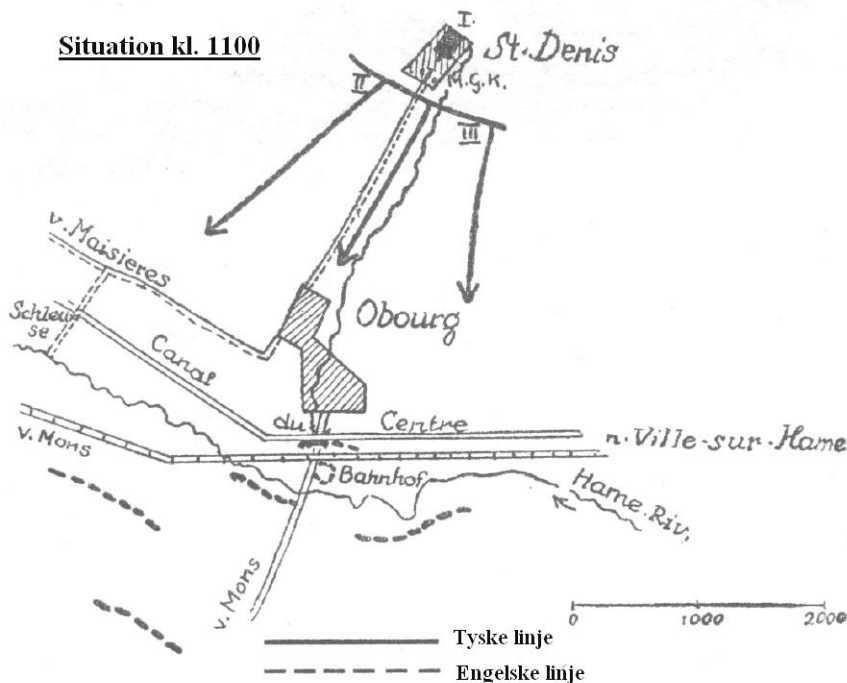 Situation kl. 1100
I.
St. Denis
M.G.K.
II
III
v. Maisieres
Schleu-
se
Obourg
Canal
du
Centre
n. Ville-sur-Hame
v. Mons
Bahnhof
Hame-Riv.
v. Mons
0 1000 2000
Tyske linje
Engelske linje